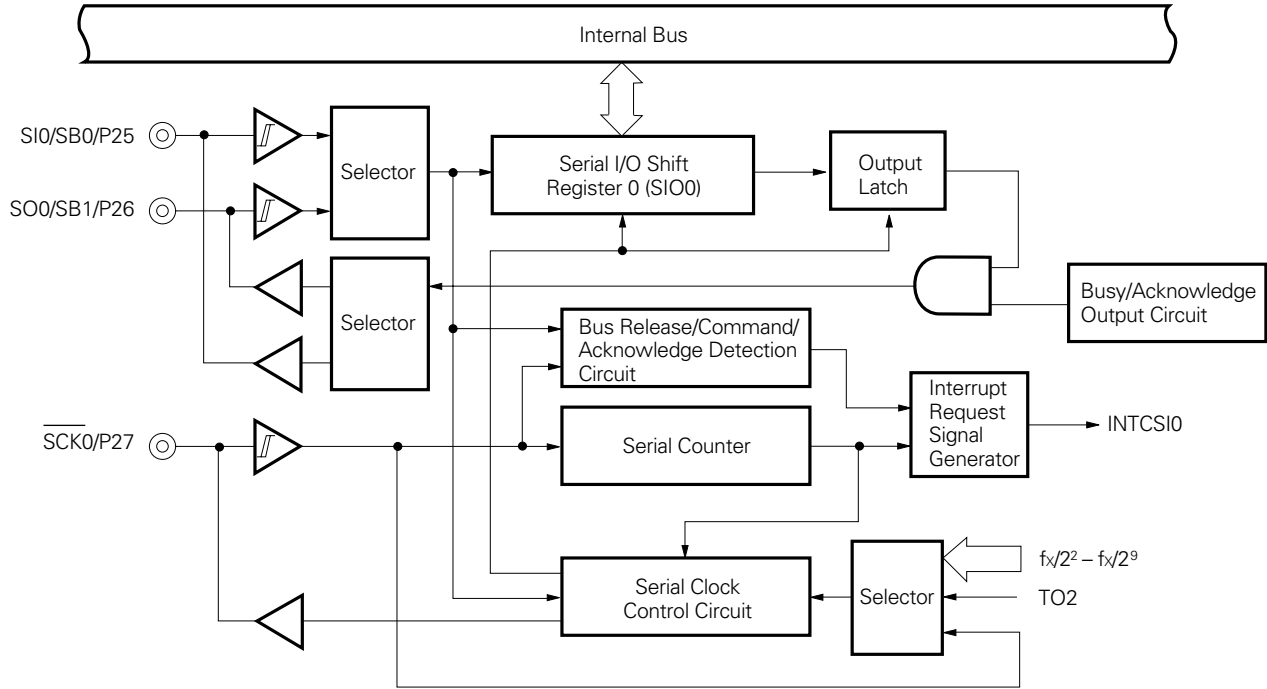 Internal Bus
SI0/SB0/P25
Selector
Serial I/O Shift
Register 0 (SIO0)
Output
Latch
SO0/SB1/P26
Selector
Busy/Acknowledge
Output Circuit
Bus Release/Command/
Acknowledge Detection
Circuit
Interrupt
Request
Signal
Generator
INTCSI0
SCK0/P27
Serial Counter
Serial Clock
Control Circuit
Selector
fx/2² – fx/2⁹
TO2